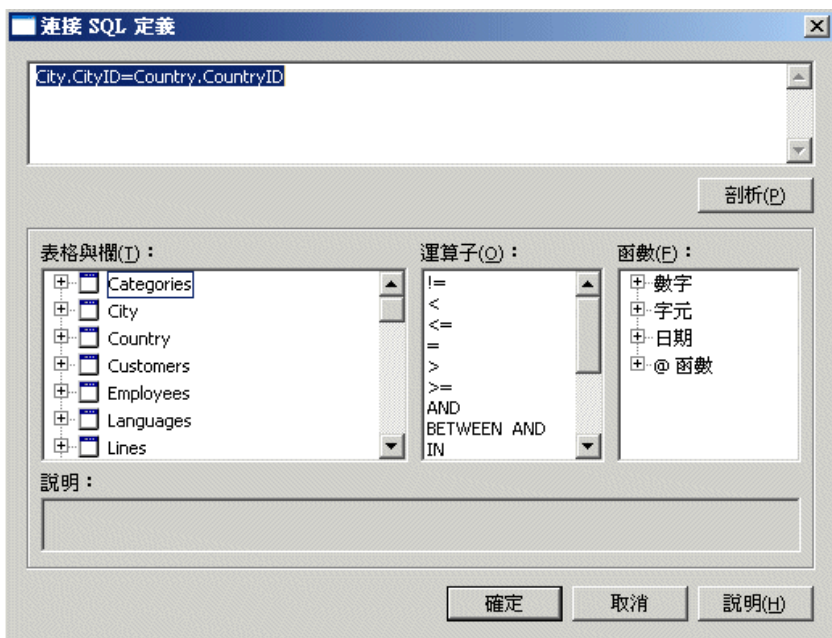 連接 SQL 定義
City.CityID=Country.CountryID
剖析(P)
表格與欄(T)：
Categories
City
Country
Customers
Employees
Languages
Lines
運算子(O)：
!=
<
<=
=
>
>=
AND
BETWEEN AND
IN
函數(F)：
數字
字元
日期
@ 函數
說明：
確定
取消
說明(H)